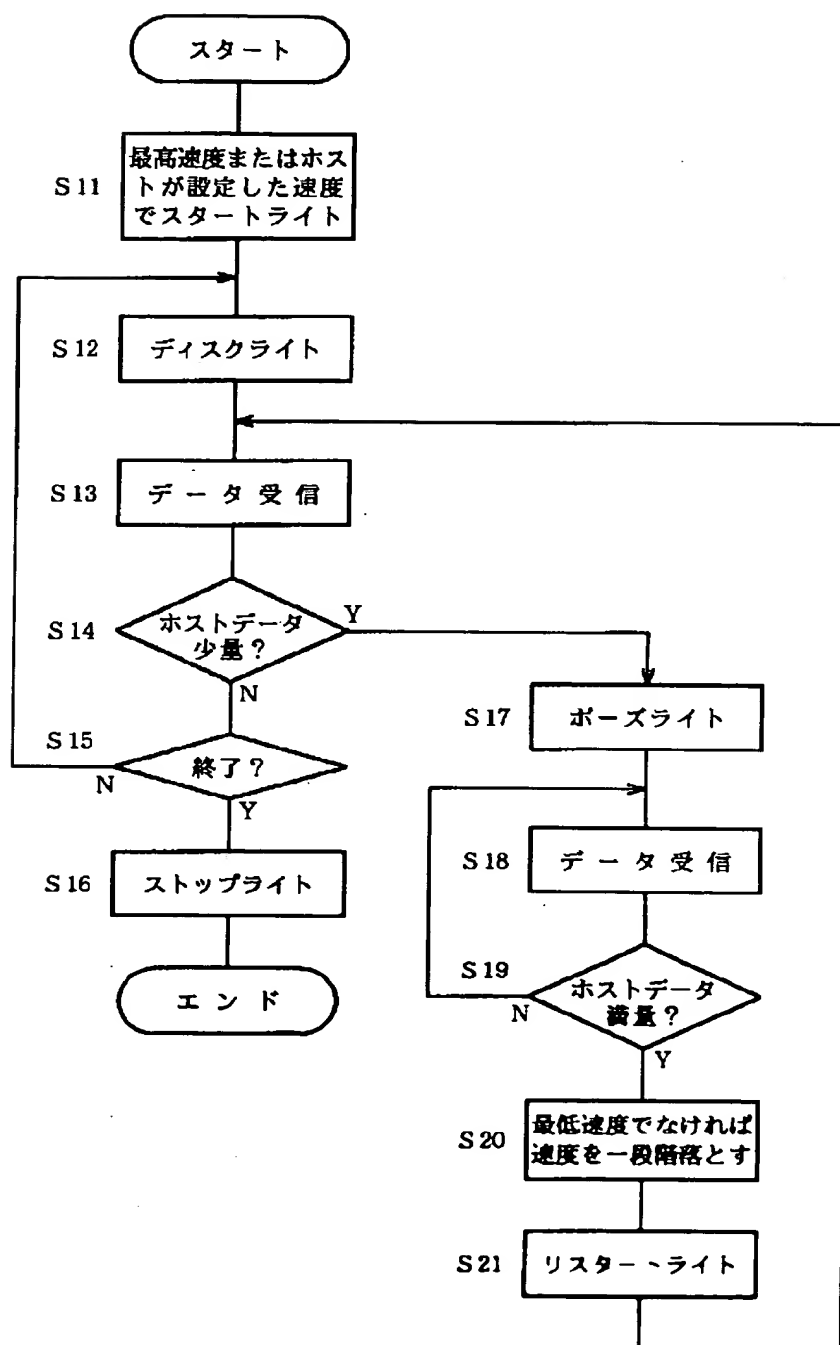 スタート
S11
最高速度またはホス
トが設定した速度
でスタートライト
S12
ディスクライト
S13
データ受信
S14
ホストデータ
少量?
Y
N
S15
終了?
N
Y
S16
ストップライト
エンド
S17
ポーズライト
S18
データ受信
S19
ホストデータ
満量?
N
Y
S20
最低速度でなければ
速度を一段階落とす
S21
リスタートライト